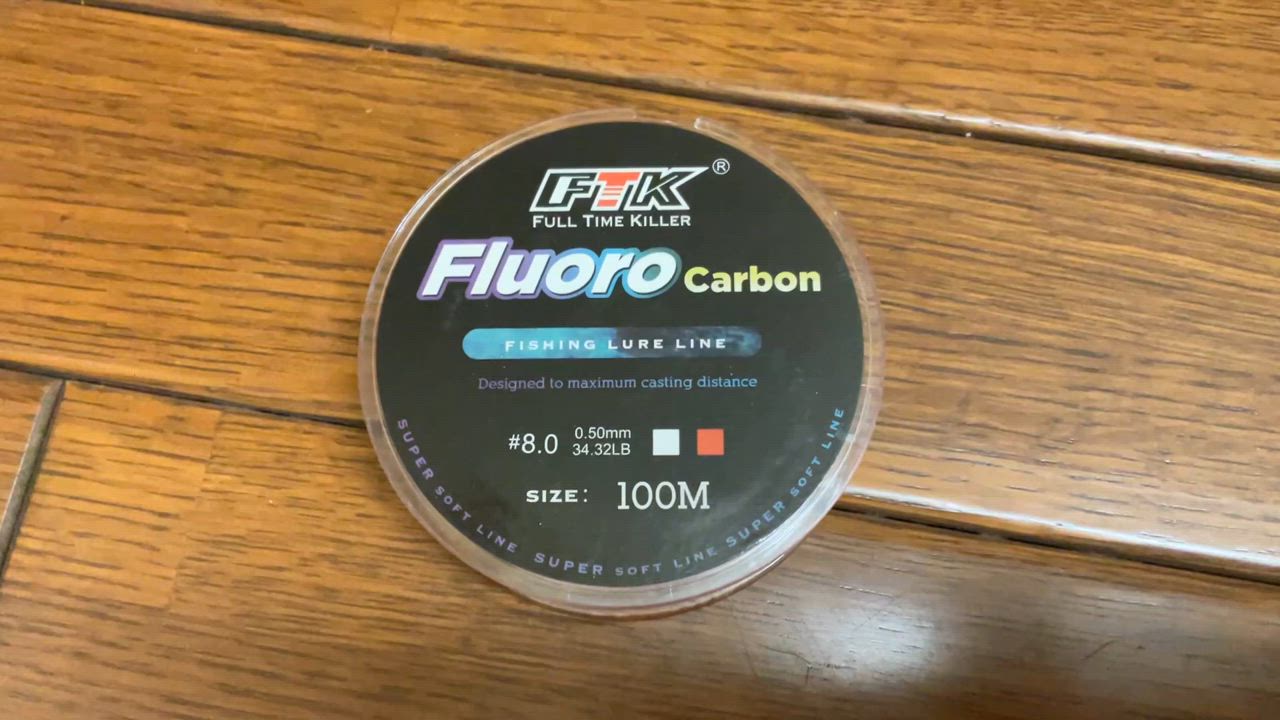 FTK®
FULL TIME KILLER
Fluoro Carbon
FISHING LURE LINE
Designed to maximum casting distance
#8.0 0.50mm
34.32LB
SIZE: 100M
SUPER SOFT LINE SUPER SOFT LINE SUPER SOFT LINE